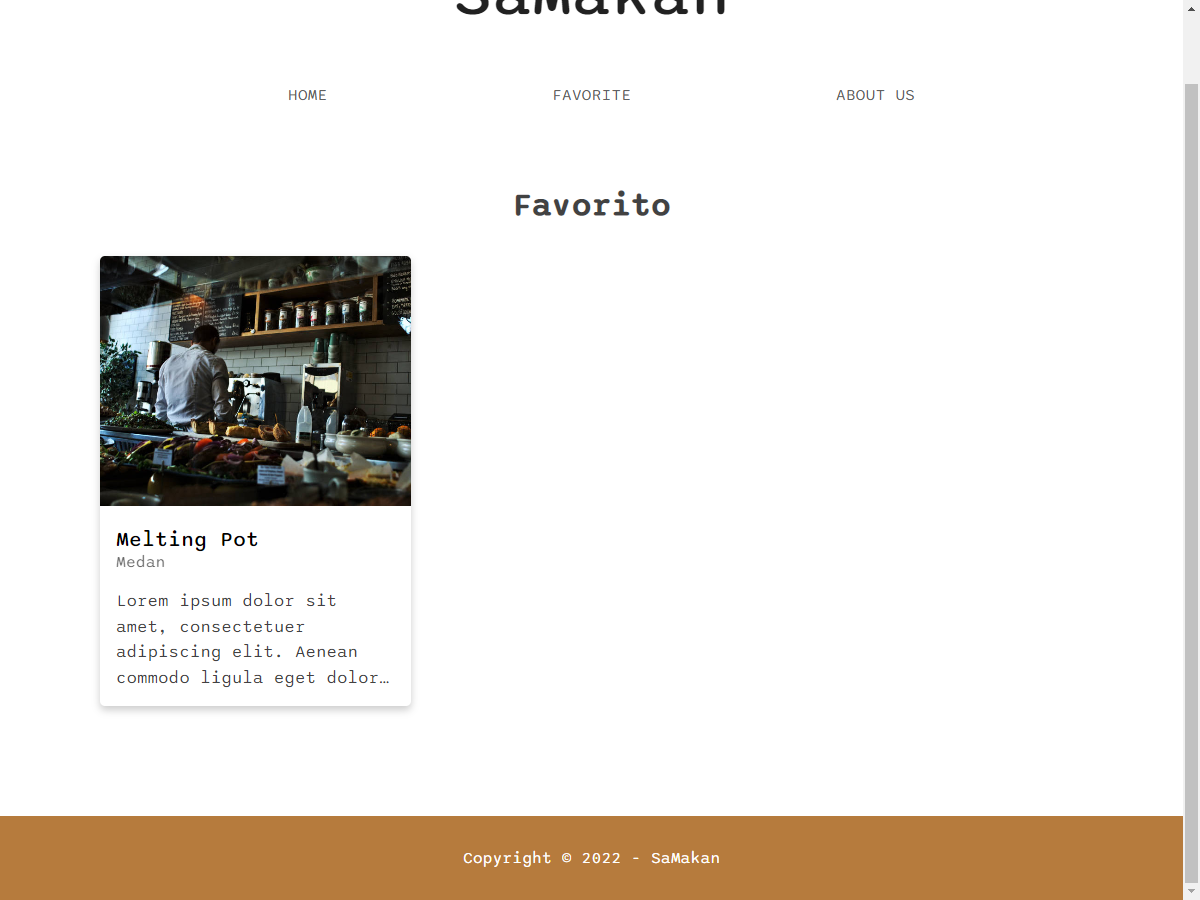 SaMakan
HOME
FAVORITE
ABOUT US
Favorito
Melting Pot
Medan
Lorem ipsum dolor sit
amet, consectetuer
adipiscing elit. Aenean
commodo ligula eget dolor…
Copyright © 2022 - SaMakan